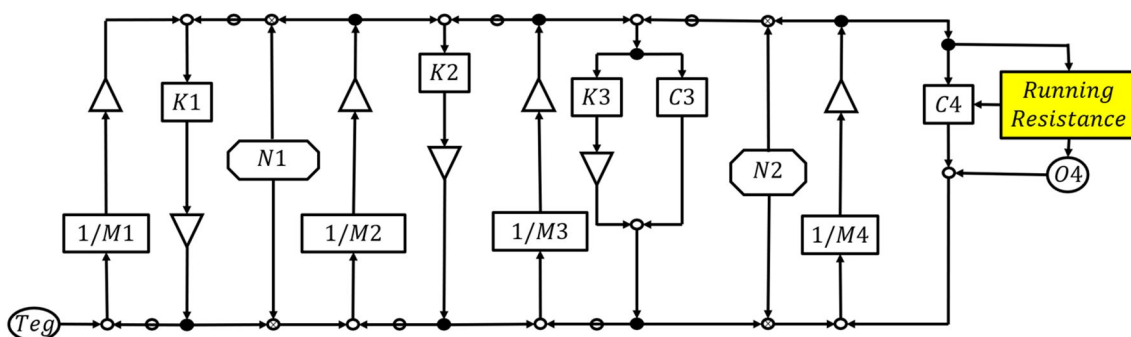 K1
K2
K3
C3
C4
Running
Resistance
N1
N2
O4
1/M1
1/M2
1/M3
1/M4
Teg